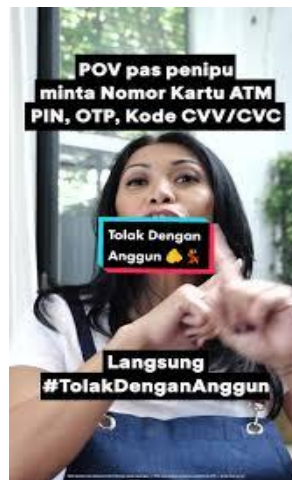 POV pas penipu
minta Nomor Kartu ATM
PIN, OTP, Kode CVV/CVC
Tolak Dengan
Anggun 🫴💃
Langsung
#TolakDenganAnggun